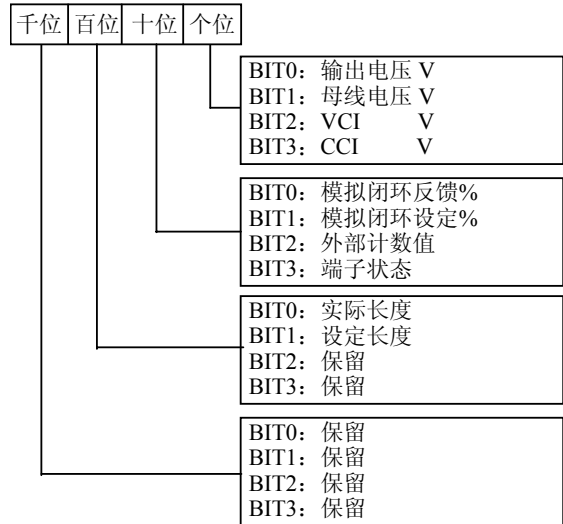 千位 百位 十位 个位
BIT0：输出电压 V
BIT1：母线电压 V
BIT2：VCI V
BIT3：CCI V
BIT0：模拟闭环反馈%
BIT1：模拟闭环设定%
BIT2：外部计数值
BIT3：端子状态
BIT0：实际长度
BIT1：设定长度
BIT2：保留
BIT3：保留
BIT0：保留
BIT1：保留
BIT2：保留
BIT3：保留